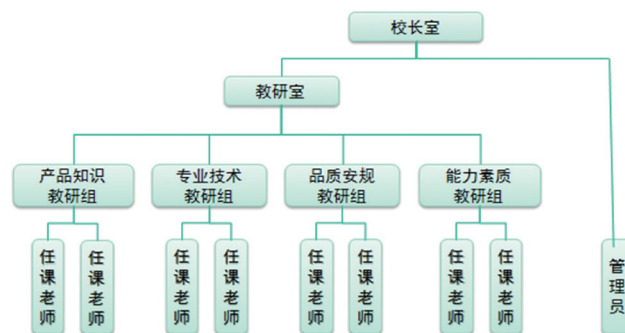 校长室
教研室
产品知识
教研组
专业技术
教研组
品质安规
教研组
能力素质
教研组
任课老师
任课老师
任课老师
任课老师
任课老师
任课老师
任课老师
任课老师
管理员